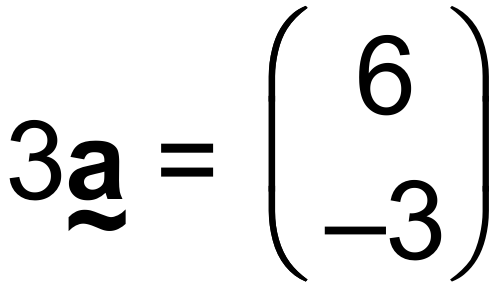 3a̰ = ( 6
–3 )